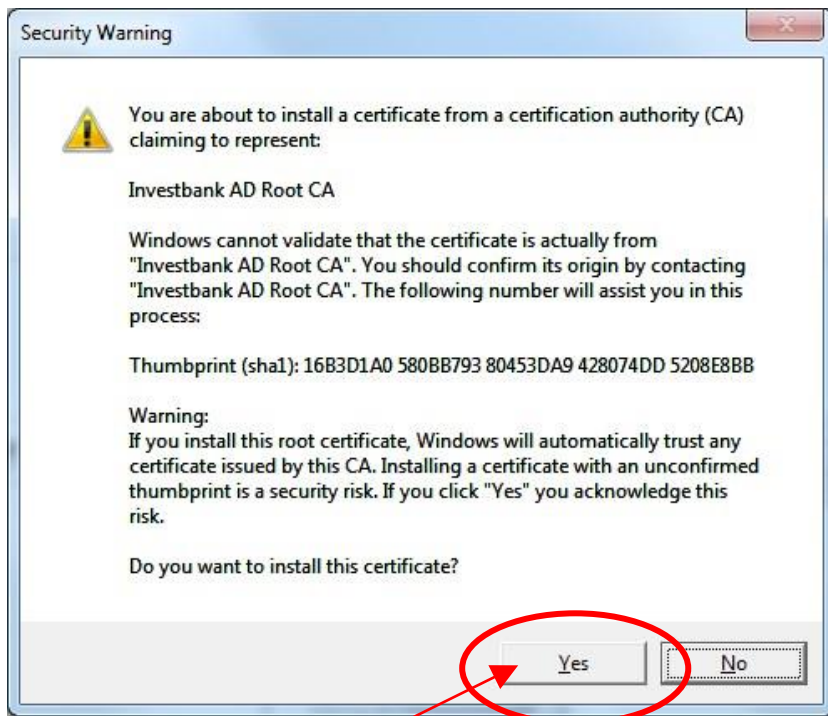 Security Warning
You are about to install a certificate from a certification authority (CA)
claiming to represent:
Investbank AD Root CA
Windows cannot validate that the certificate is actually from
"Investbank AD Root CA". You should confirm its origin by contacting
"Investbank AD Root CA". The following number will assist you in this
process:
Thumbprint (sha1): 16B3D1A0 580BB793 80453DA9 428074DD 5208E8BB
Warning:
If you install this root certificate, Windows will automatically trust any
certificate issued by this CA. Installing a certificate with an unconfirmed
thumbprint is a security risk. If you click "Yes" you acknowledge this
risk.
Do you want to install this certificate?
Yes No